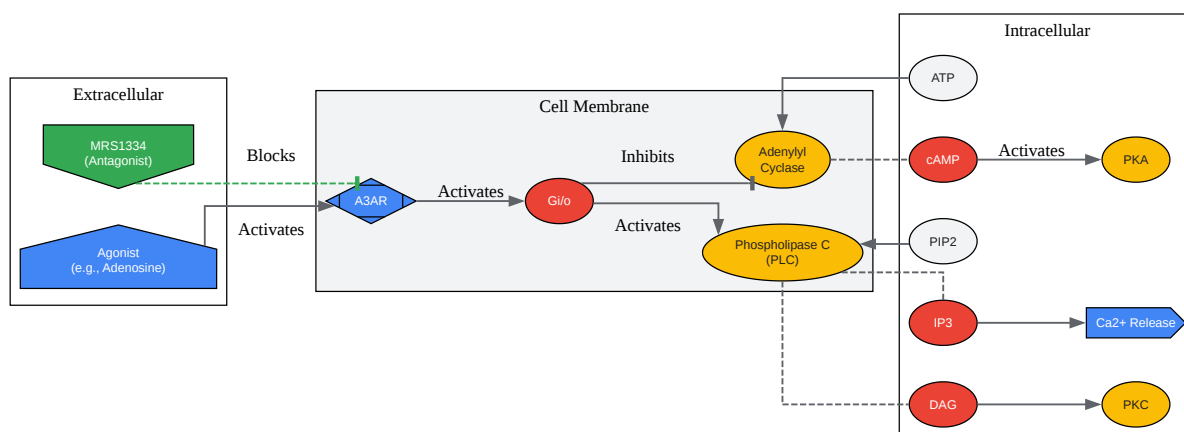 Extracellular
MRS1334
(Antagonist)
Agonist
(e.g., Adenosine)
Blocks
Activates
Cell Membrane
A3AR
Activates
Gi/o
Inhibits
Activates
Adenylyl
Cyclase
Phospholipase C
(PLC)
Intracellular
ATP
cAMP
Activates
PKA
PIP2
IP3
Ca2+ Release
DAG
PKC